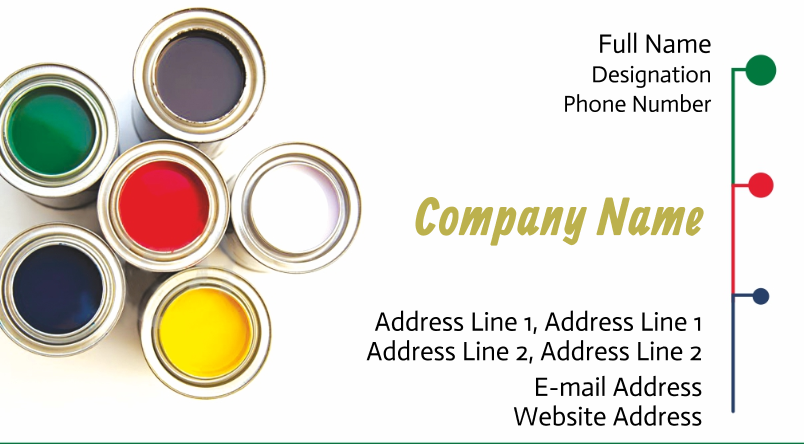 Full Name
Designation
Phone Number
Company Name
Address Line 1, Address Line 1
Address Line 2, Address Line 2
E-mail Address
Website Address